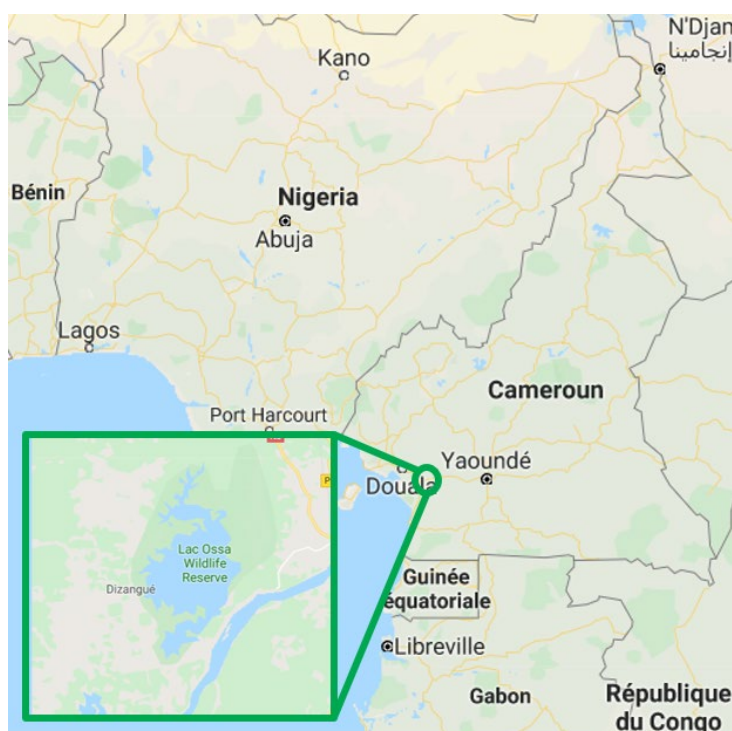 N'Djan
إنجامينا
Kano
Bénin
Nigeria
Abuja
Lagos
Port Harcourt
Cameroun
Yaoundé
Douala
P
Lac Ossa
Wildlife
Reserve
Dizangué
Guinée
équatoriale
Libreville
Gabon
République
du Congo